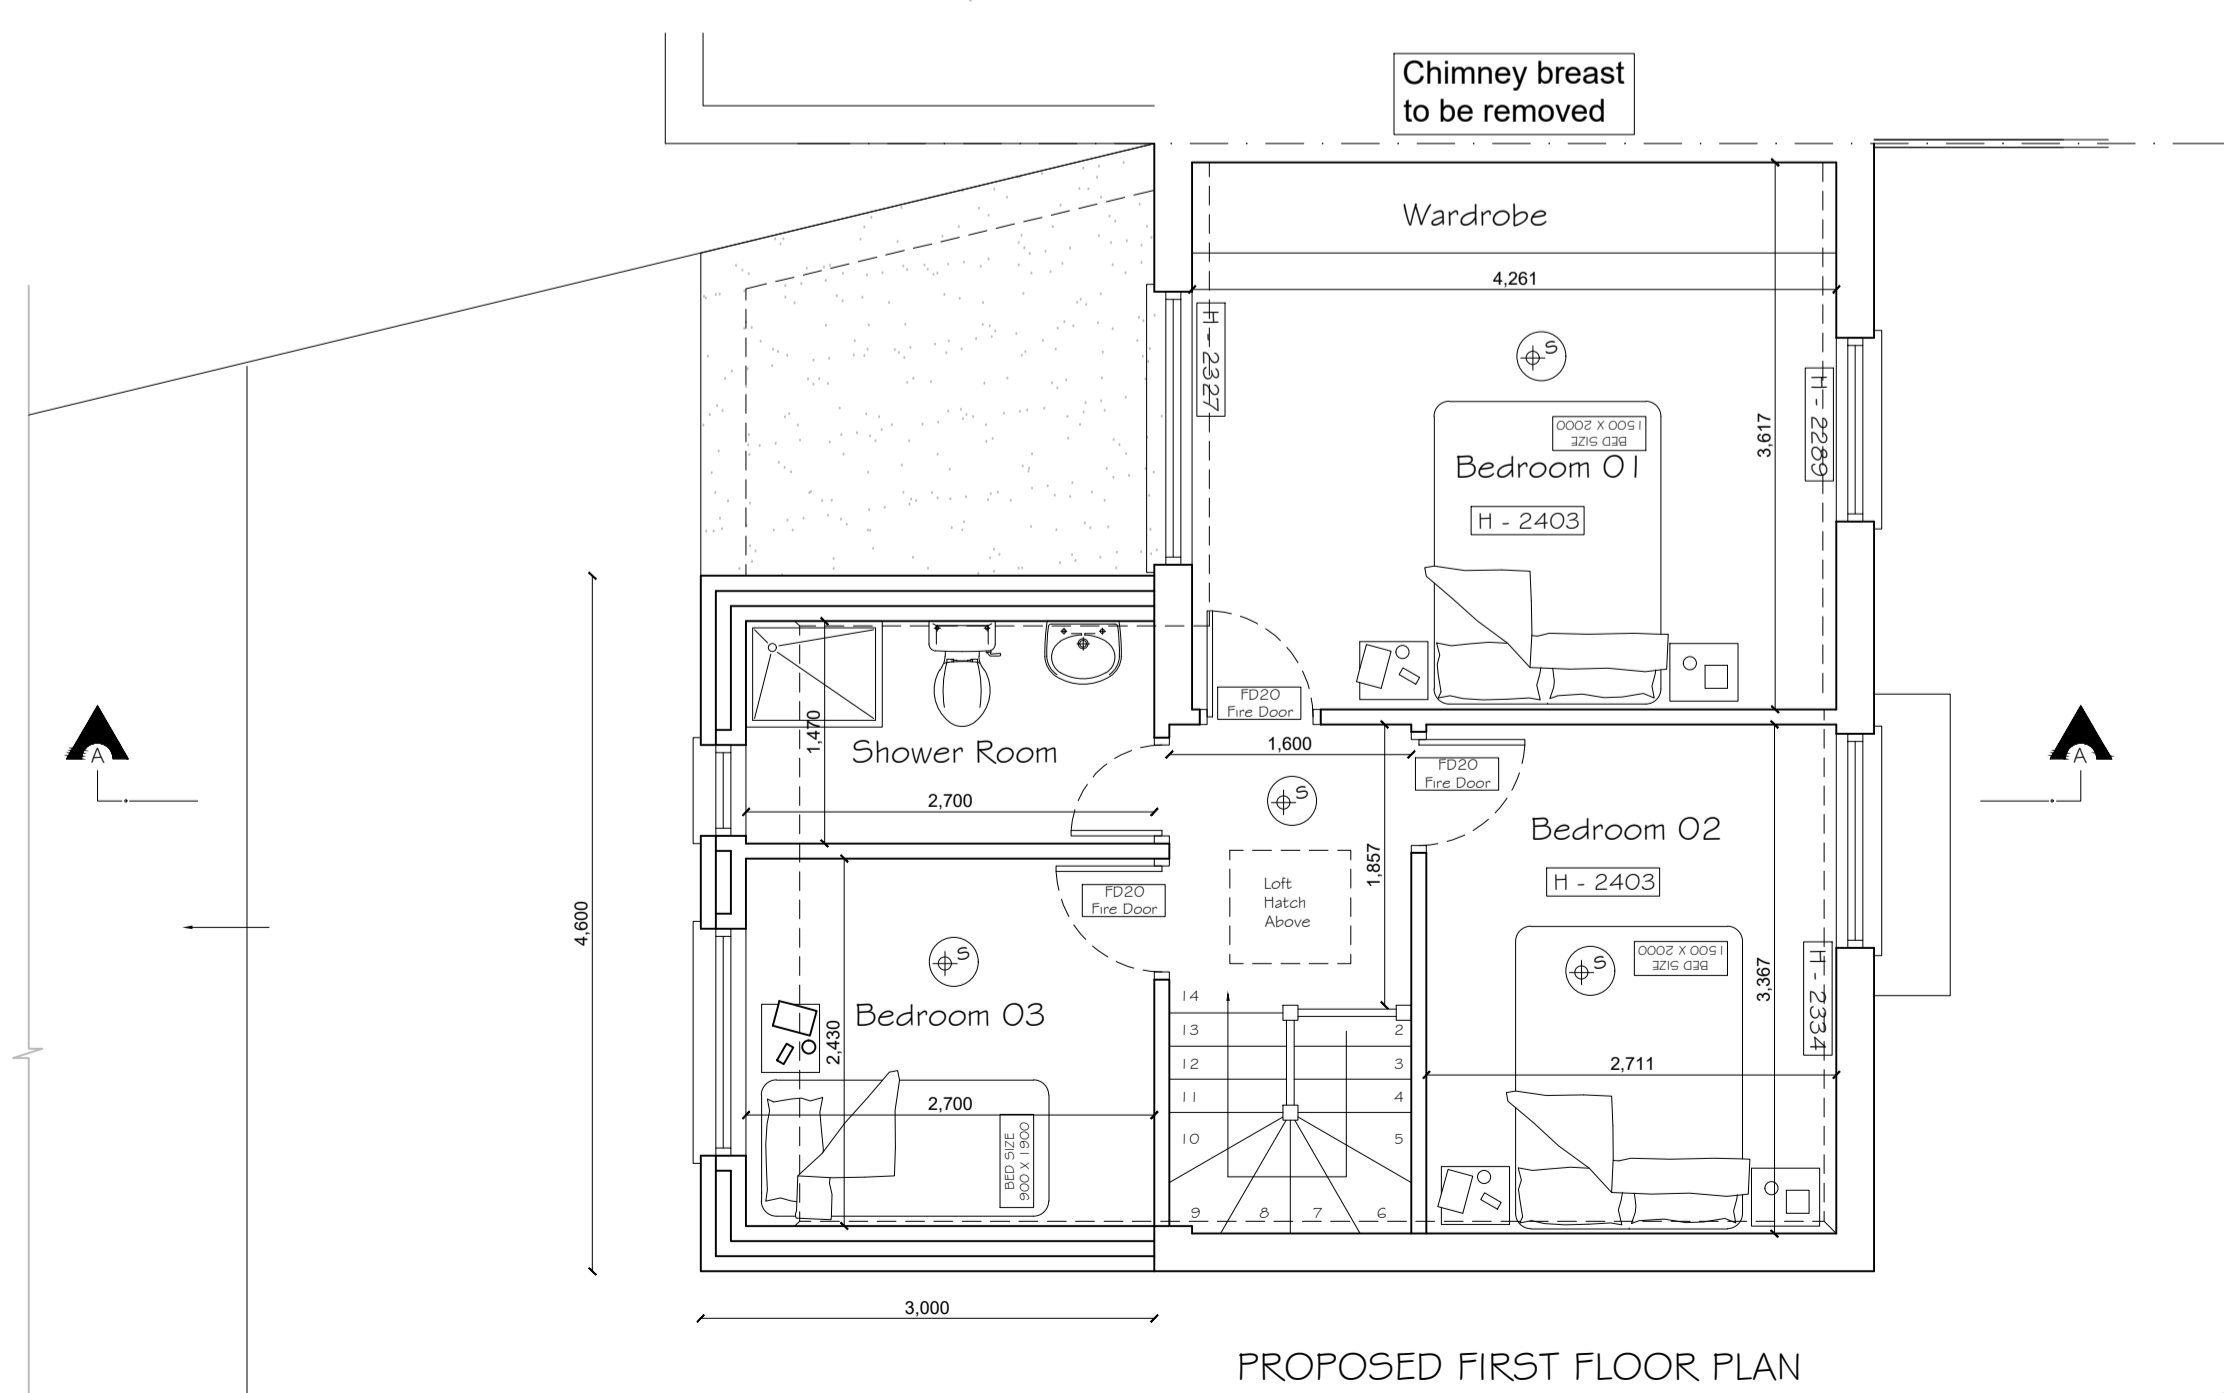 Chimney breast
to be removed
Wardrobe
4,261
H - 2327
S
H - 2289
3,617
BED SIZE
1500 X 2000
Bedroom 01
H - 2403
FD20
Fire Door
1,470
Shower Room
2,700
1,600
S
FD20
Fire Door
Bedroom 02
H - 2403
1,857
Loft
Hatch
Above
FD20
Fire Door
4,600
S
Bedroom 03
2,430
2,700
BED SIZE
900 X 1900
S
BED SIZE
1500 X 2000
3,367
H - 2334
2,711
14
13
12
11
10
9
8
7
6
5
4
3
2
A
A
3,000
PROPOSED FIRST FLOOR PLAN